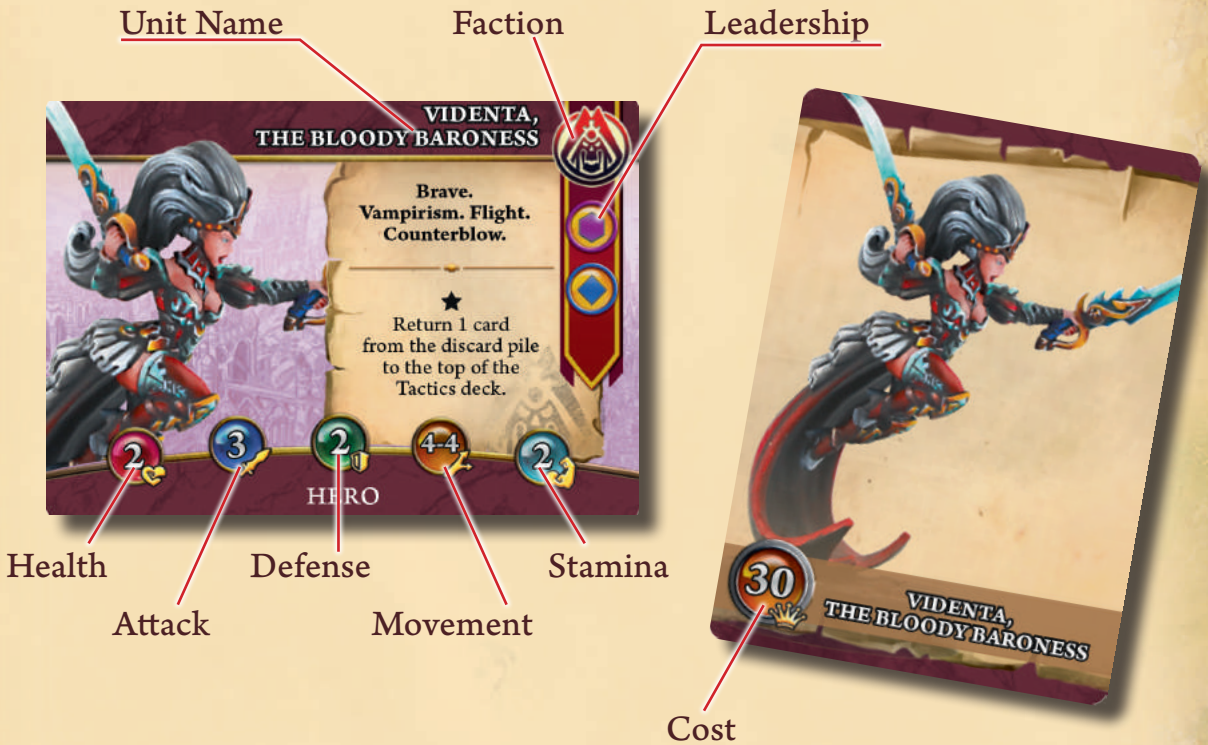 Unit Name
Faction
Leadership
VIDENTA,
THE BLOODY BARONESS
Brave.
Vampirism. Flight.
Counterblow.
Return 1 card
from the discard pile
to the top of the
Tactics deck.
2
3
2
4-4
2
HERO
Health
Attack
Defense
Movement
Stamina
30
VIDENTA,
THE BLOODY BARONESS
Cost